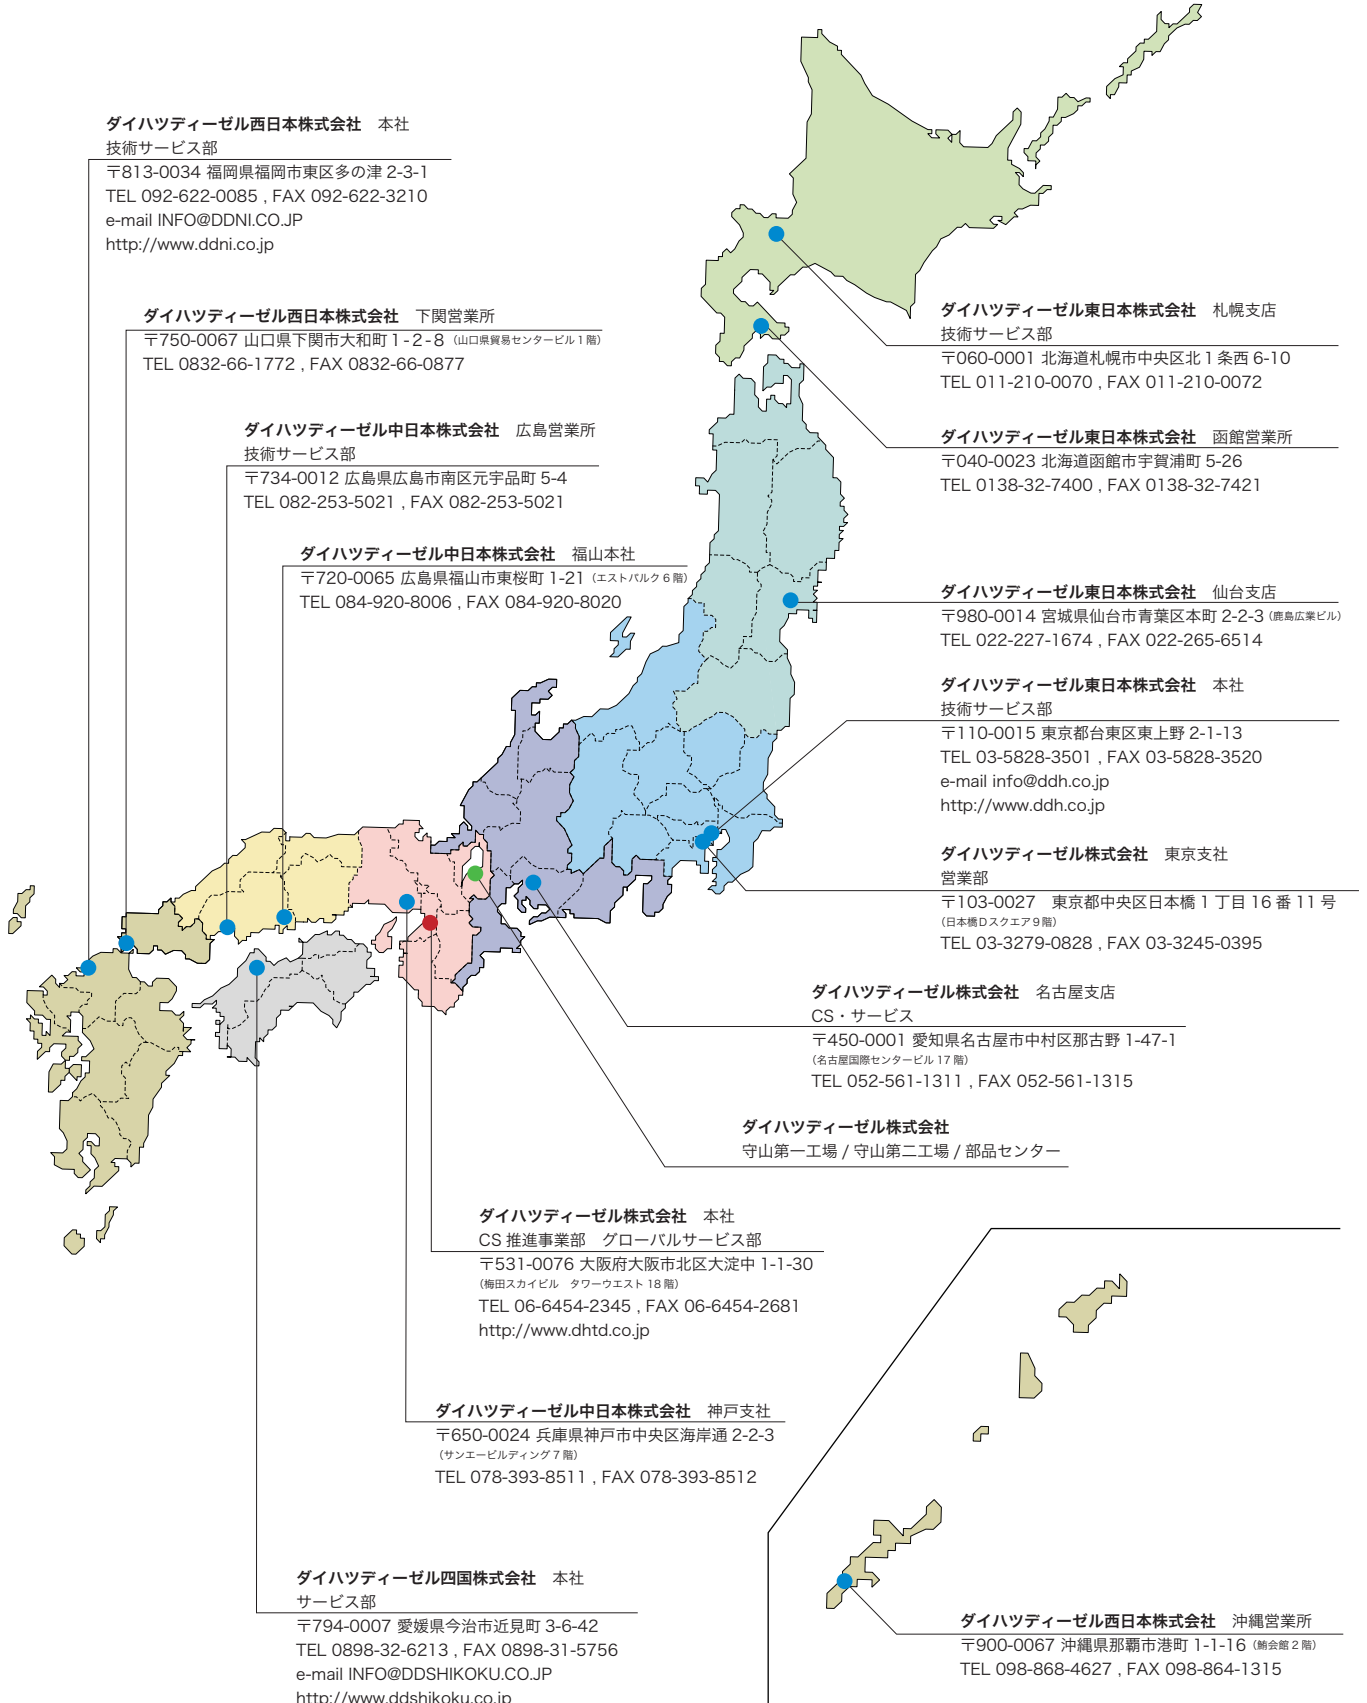 ダイハツディーゼル西日本株式会社　本社
技術サービス部
〒813-0034 福岡県福岡市東区多の津 2-3-1
TEL 092-622-0085 , FAX 092-622-3210
e-mail INFO@DDNI.CO.JP
http://www.ddni.co.jp
ダイハツディーゼル西日本株式会社　下関営業所
〒750-0067 山口県下関市大和町 1 - 2 - 8（山口県貿易センタービル 1 階）
TEL 0832-66-1772 , FAX 0832-66-0877
ダイハツディーゼル中日本株式会社　広島営業所
技術サービス部
〒734-0012 広島県広島市南区元宇品町 5-4
TEL 082-253-5021 , FAX 082-253-5021
ダイハツディーゼル中日本株式会社　福山本社
〒720-0065 広島県福山市東桜町 1-21（エストパルク 6 階）
TEL 084-920-8006 , FAX 084-920-8020
ダイハツディーゼル東日本株式会社　札幌支店
技術サービス部
〒060-0001 北海道札幌市中央区北 1 条西 6-10
TEL 011-210-0070 , FAX 011-210-0072
ダイハツディーゼル東日本株式会社　函館営業所
〒040-0023 北海道函館市宇賀浦町 5-26
TEL 0138-32-7400 , FAX 0138-32-7421
ダイハツディーゼル東日本株式会社　仙台支店
〒980-0014 宮城県仙台市青葉区本町 2-2-3（鹿島広業ビル）
TEL 022-227-1674 , FAX 022-265-6514
ダイハツディーゼル東日本株式会社　本社
技術サービス部
〒110-0015 東京都台東区東上野 2-1-13
TEL 03-5828-3501 , FAX 03-5828-3520
e-mail info@ddh.co.jp
http://www.ddh.co.jp
ダイハツディーゼル株式会社　東京支社
営業部
〒103-0027　東京都中央区日本橋 1 丁目 16 番 11 号
（日本橋Ｄスクエア 9 階）
TEL 03-3279-0828 , FAX 03-3245-0395
ダイハツディーゼル株式会社　名古屋支店
CS・サービス
〒450-0001 愛知県名古屋市中村区那古野 1-47-1
（名古屋国際センタービル 17 階）
TEL 052-561-1311 , FAX 052-561-1315
ダイハツディーゼル株式会社
守山第一工場 / 守山第二工場 / 部品センター
ダイハツディーゼル株式会社　本社
CS 推進事業部　グローバルサービス部
〒531-0076 大阪府大阪市北区大淀中 1-1-30
（梅田スカイビル　タワーウエスト 18 階）
TEL 06-6454-2345 , FAX 06-6454-2681
http://www.dhtd.co.jp
ダイハツディーゼル中日本株式会社　神戸支社
〒650-0024 兵庫県神戸市中央区海岸通 2-2-3
（サンエービルディング 7 階）
TEL 078-393-8511 , FAX 078-393-8512
ダイハツディーゼル四国株式会社　本社
サービス部
〒794-0007 愛媛県今治市近見町 3-6-42
TEL 0898-32-6213 , FAX 0898-31-5756
e-mail INFO@DDSHIKOKU.CO.JP
http://www.ddshikoku.co.jp
ダイハツディーゼル西日本株式会社　沖縄営業所
〒900-0067 沖縄県那覇市港町 1-1-16（鮪会館 2 階）
TEL 098-868-4627 , FAX 098-864-1315